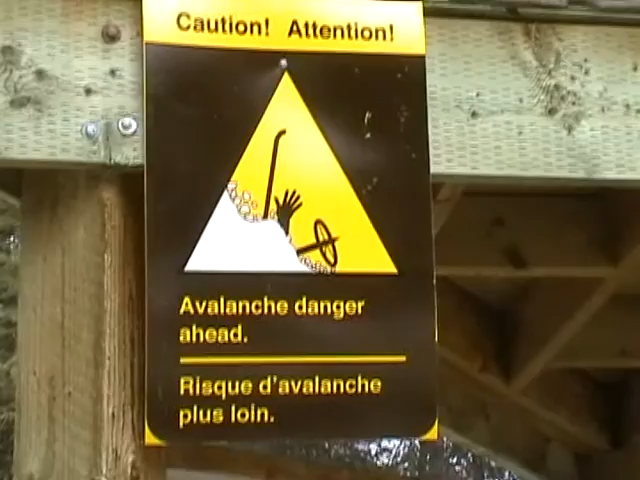 Caution! Attention!
Avalanche danger
ahead.
Risque d'avalanche
plus loin.